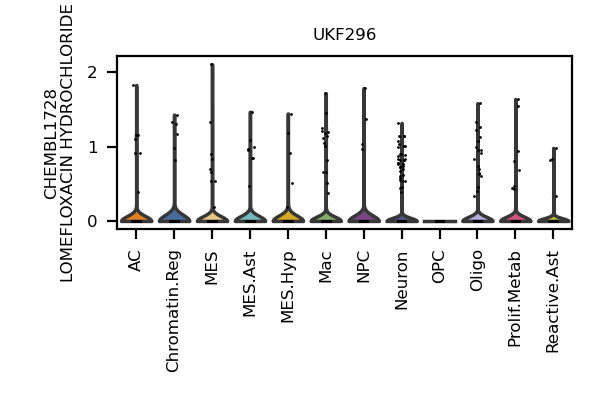 UKF296
CHEMBL1728
LOMEFLOXACIN HYDROCHLORIDE
2
1
0
AC
Chromatin.Reg
MES
MES.Ast
MES.Hyp
Mac
NPC
Neuron
OPC
Oligo
Prolif.Metab
Reactive.Ast